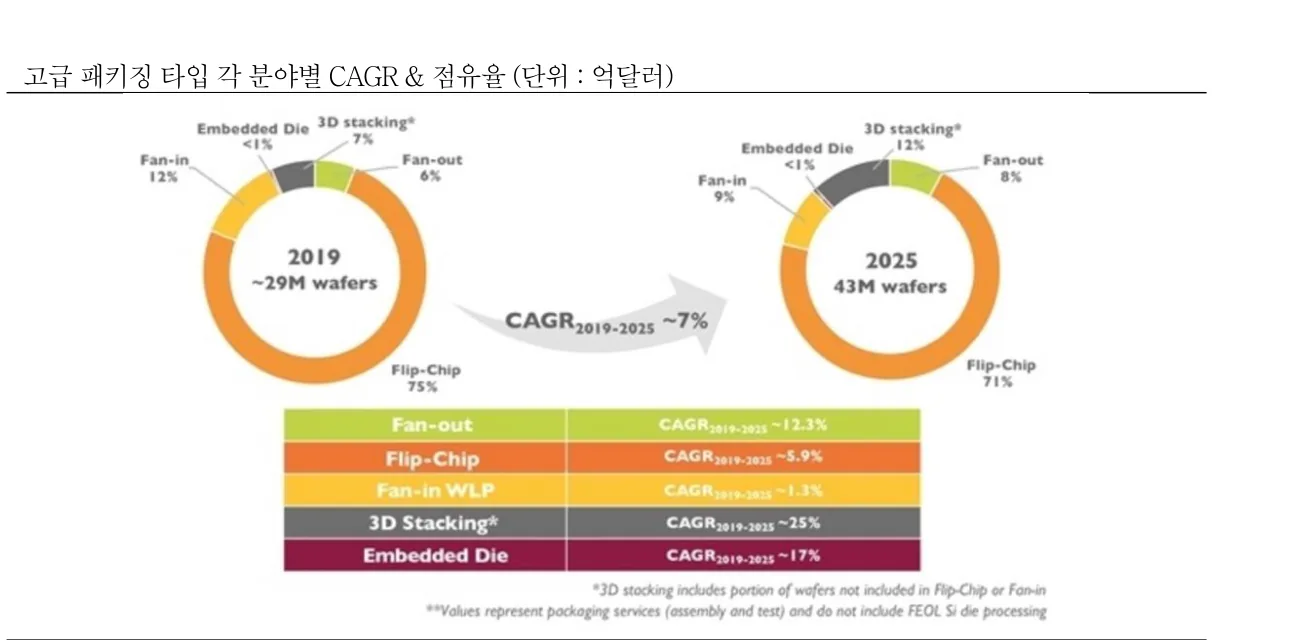 고급 패키징 타입 각 분야별 CAGR & 점유율 (단위 : 억달러)
Embedded Die
<1%
3D stacking*
7%
Fan-in
12%
Fan-out
6%
2019
~29M wafers
Flip-Chip
75%
CAGR2019-2025 ~7%
3D stacking*
12%
Embedded Die
<1%
Fan-out
8%
Fan-in
9%
2025
43M wafers
Flip-Chip
71%
Fan-out CAGR2019-2025 ~12.3%
Flip-Chip CAGR2019-2025 ~5.9%
Fan-in WLP CAGR2019-2025 ~1.3%
3D Stacking* CAGR2019-2025 ~25%
Embedded Die CAGR2019-2025 ~17%
*3D stacking includes portion of wafers not included in Flip-Chip or Fan-in
**Values represent packaging services (assembly and test) and do not include FEOL Si die processing